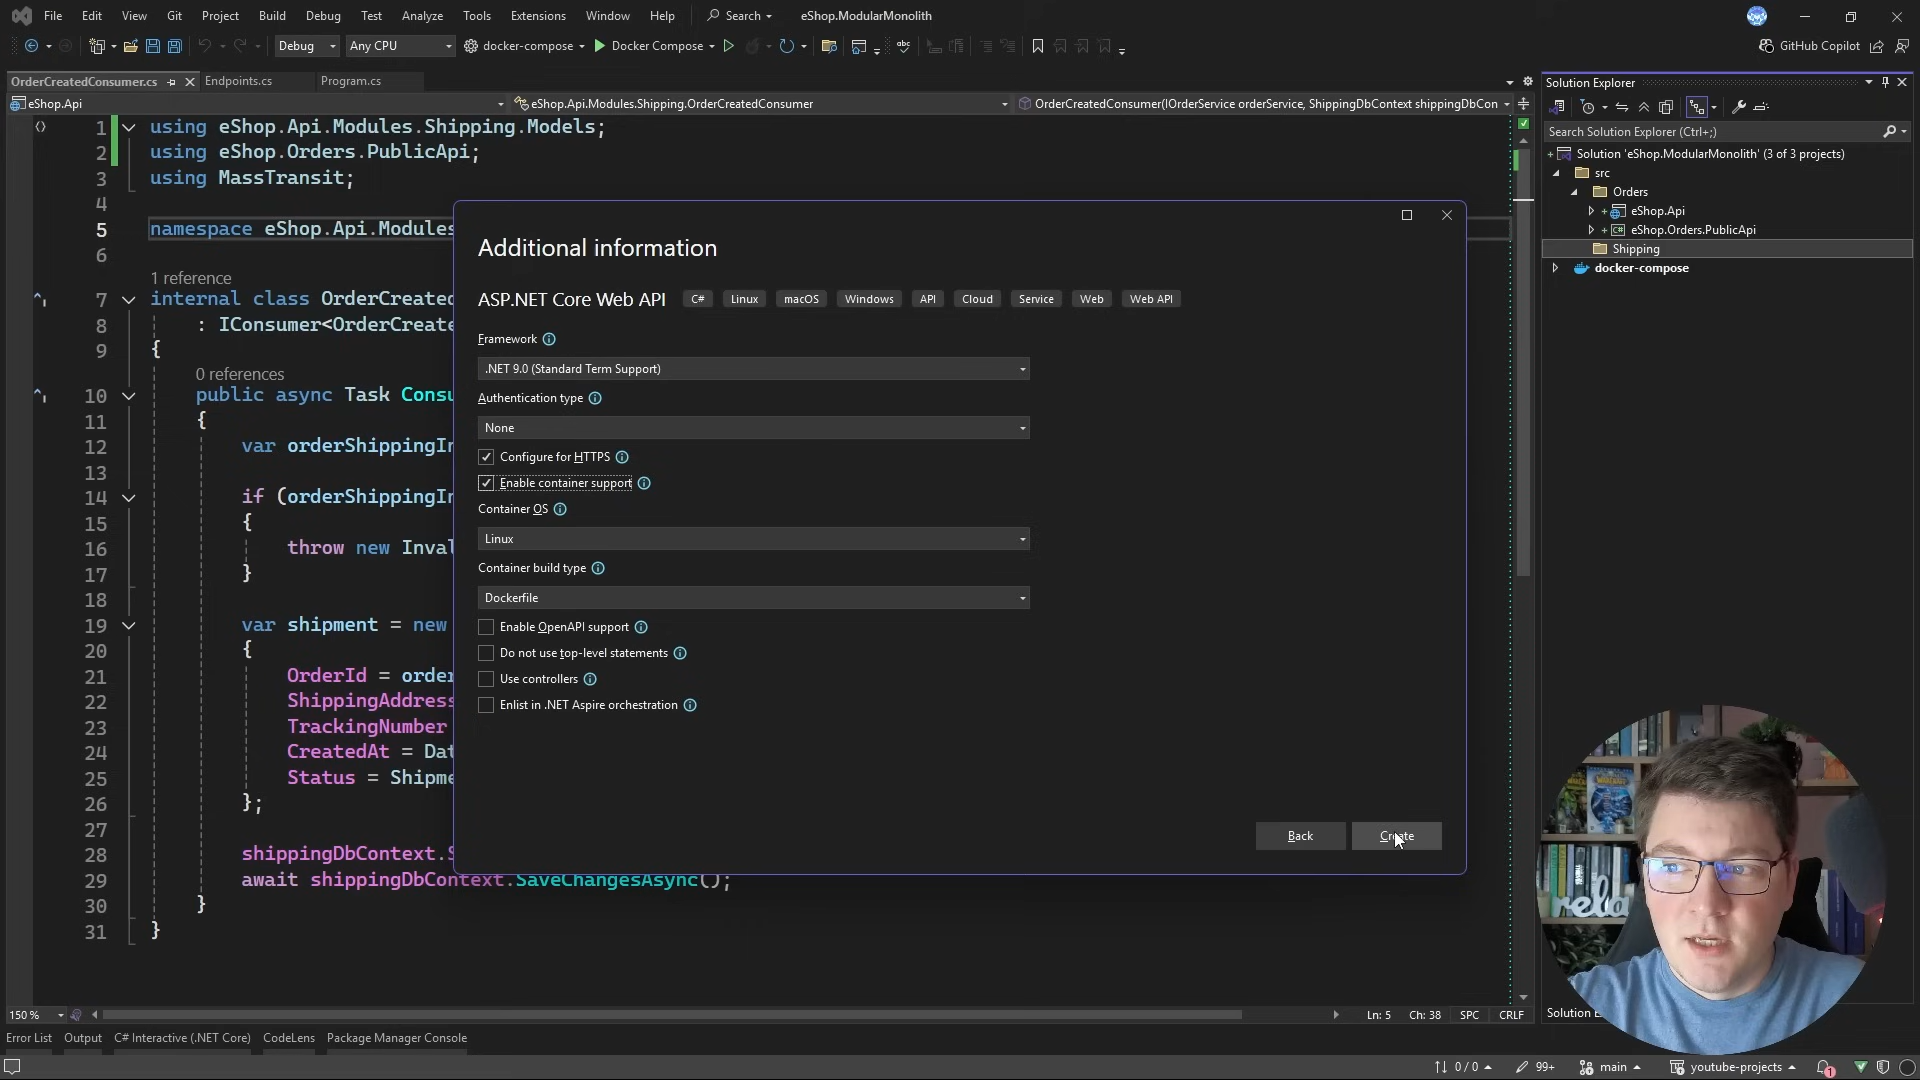 File Edit View Git Project Build Debug Test Analyze Tools Extensions Window Help Search eShop.ModularMonolith
Debug Any CPU docker-compose Docker Compose GitHub Copilot
OrderCreatedConsumer.cs Endpoints.cs Program.cs
eShop.Api eShop.Api.Modules.Shipping.OrderCreatedConsumer OrderCreatedConsumer(IOrderService orderService, ShippingDbContext shippingDbCon
1 using eShop.Api.Modules.Shipping.Models;
2 using eShop.Orders.PublicApi;
3 using MassTransit;
4
5 namespace eShop.Api.Modules
6
1 reference
7 internal class OrderCreated
8 : IConsumer<OrderCreate
9 {
0 references
10 public async Task Consu
11 {
12 var orderShippingIn
13
14 if (orderShippingIn
15 {
16 throw new Inval
17 }
18
19 var shipment = new
20 {
21 OrderId = order
22 ShippingAddress
23 TrackingNumber
24 CreatedAt = Dat
25 Status = Shipme
26 };
27
28 shippingDbContext.S
29 await shippingDbContext.SaveChangesAsync();
30 }
31 }
Additional information
ASP.NET Core Web API C# Linux macOS Windows API Cloud Service Web Web API
Framework
.NET 9.0 (Standard Term Support)
Authentication type
None
Configure for HTTPS
Enable container support
Container OS
Linux
Container build type
Dockerfile
Enable OpenAPI support
Do not use top-level statements
Use controllers
Enlist in .NET Aspire orchestration
Back Create
Solution Explorer
Search Solution Explorer (Ctrl+;)
Solution 'eShop.ModularMonolith' (3 of 3 projects)
src
Orders
eShop.Api
eShop.Orders.PublicApi
Shipping
docker-compose
150 % Ln: 5 Ch: 38 SPC CRLF
Error List Output C# Interactive (.NET Core) CodeLens Package Manager Console
0 / 0 99+ main youtube-projects 1